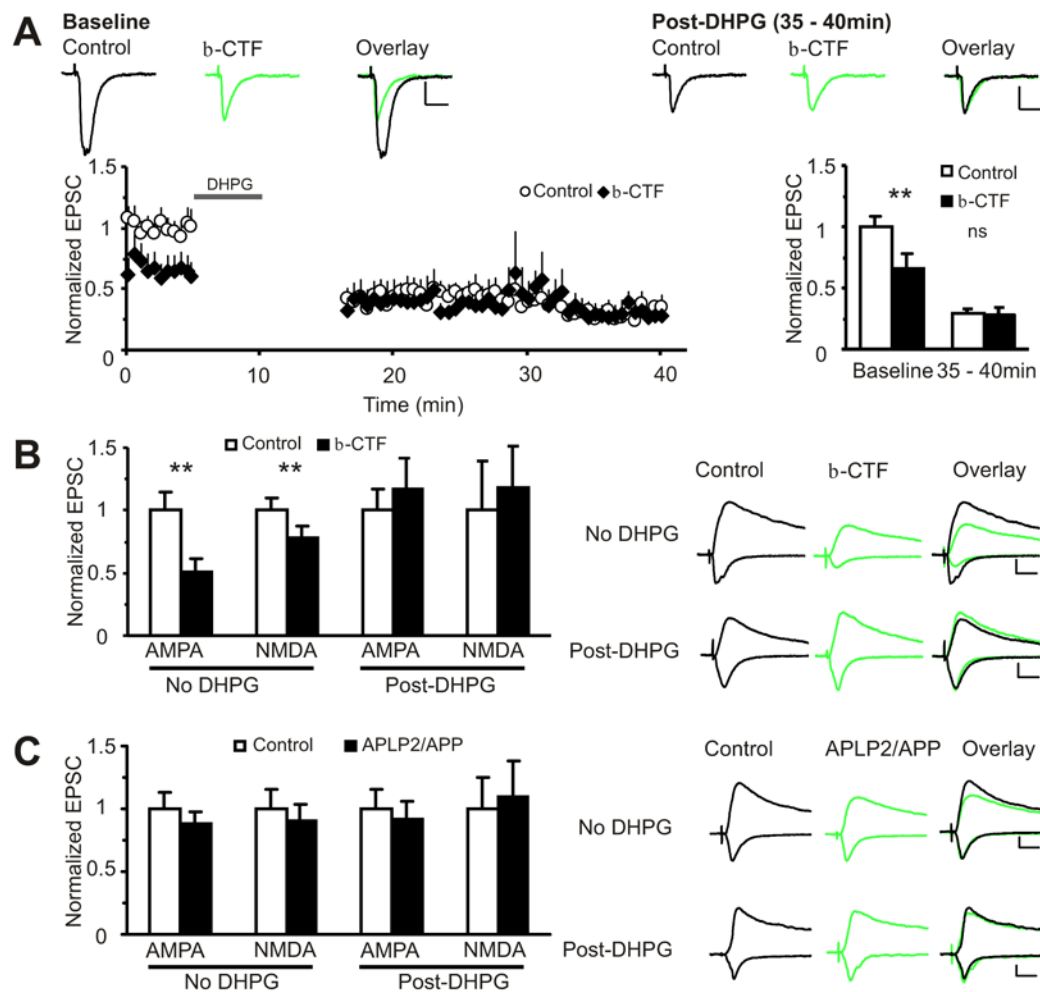 A
Baseline
Control b-CTF Overlay
Post-DHPG (35 - 40min)
Control b-CTF Overlay
Normalized EPSC
1.5
1
0.5
0
DHPG
Control b-CTF
0 10 20 30 40
Time (min)
Normalized EPSC
1.5
1
0.5
0
**
Control
b-CTF
ns
Baseline 35 - 40min
B
Normalized EPSC
1.5
1
0.5
0
Control b-CTF
** **
AMPA NMDA AMPA NMDA
No DHPG Post-DHPG
Control b-CTF Overlay
No DHPG
Post-DHPG
C
Normalized EPSC
1.5
1
0.5
0
Control APLP2/APP
AMPA NMDA AMPA NMDA
No DHPG Post-DHPG
Control APLP2/APP Overlay
No DHPG
Post-DHPG